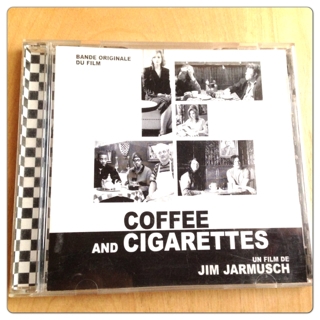 BANDE ORIGINALE
DU FILM
COFFEE
AND CIGARETTES
UN FILM DE
JIM JARMUSCH